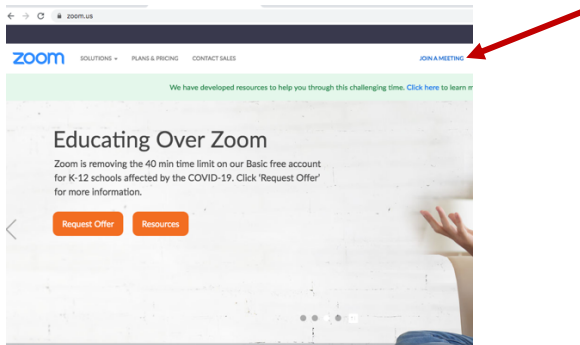 zoom.us
zoom SOLUTIONS PLANS & PRICING CONTACT SALES JOIN A MEETING
We have developed resources to help you through this challenging time. Click here to learn
Educating Over Zoom
Zoom is removing the 40 min time limit on our Basic free account
for K-12 schools affected by the COVID-19. Click 'Request Offer'
for more information.
Request Offer Resources